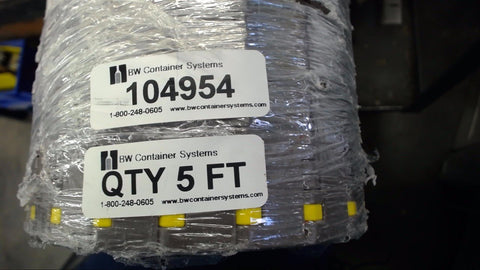 BW Container Systems
104954
1-800-248-0605 www.bwcontainersystems.com
BW Container Systems
QTY 5 FT
1-800-248-0605 www.bwcontainersystems.com